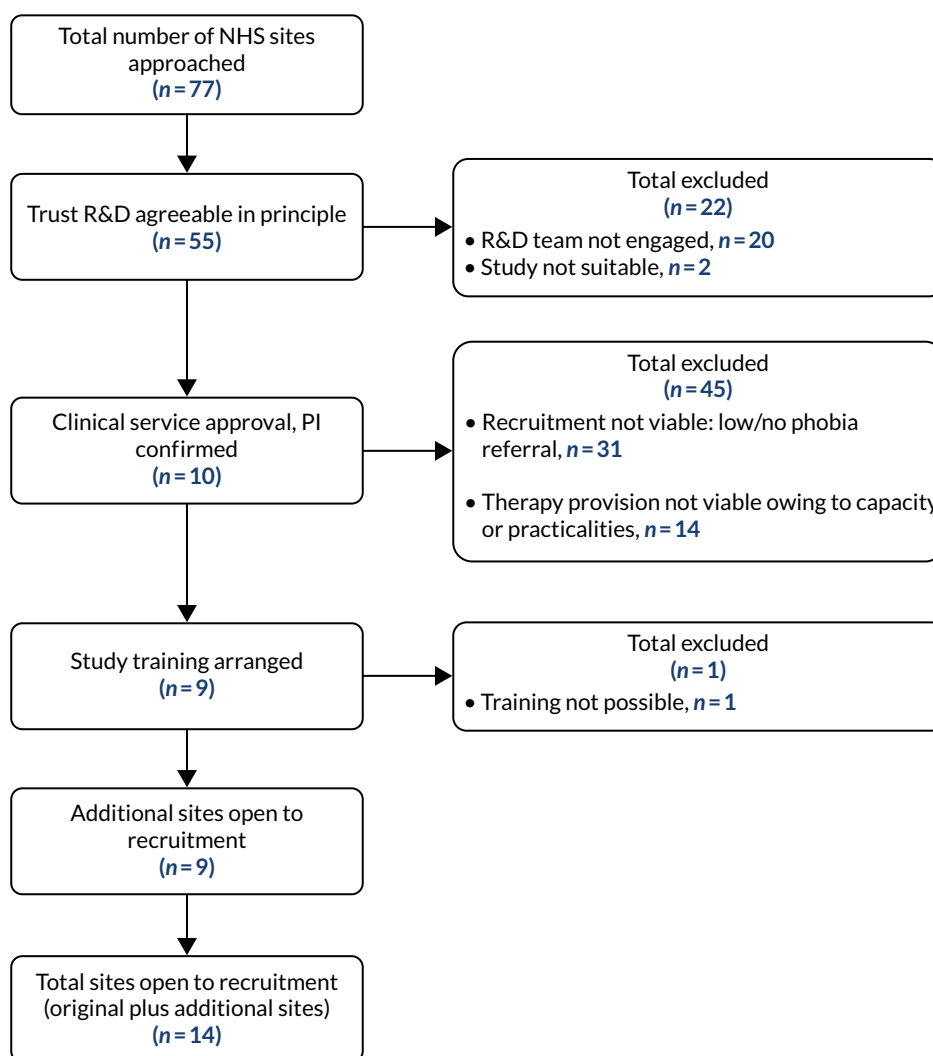 Total number of NHS sites
approached
(n=77)
Trust R&D agreeable in principle
(n=55)
Total excluded
(n=22)
• R&D team not engaged, n=20
• Study not suitable, n=2
Clinical service approval, PI
confirmed
(n=10)
Total excluded
(n=45)
• Recruitment not viable: low/no phobia
referral, n=31
• Therapy provision not viable owing to capacity
or practicalities, n=14
Study training arranged
(n=9)
Total excluded
(n=1)
• Training not possible, n=1
Additional sites open to
recruitment
(n=9)
Total sites open to recruitment
(original plus additional sites)
(n=14)